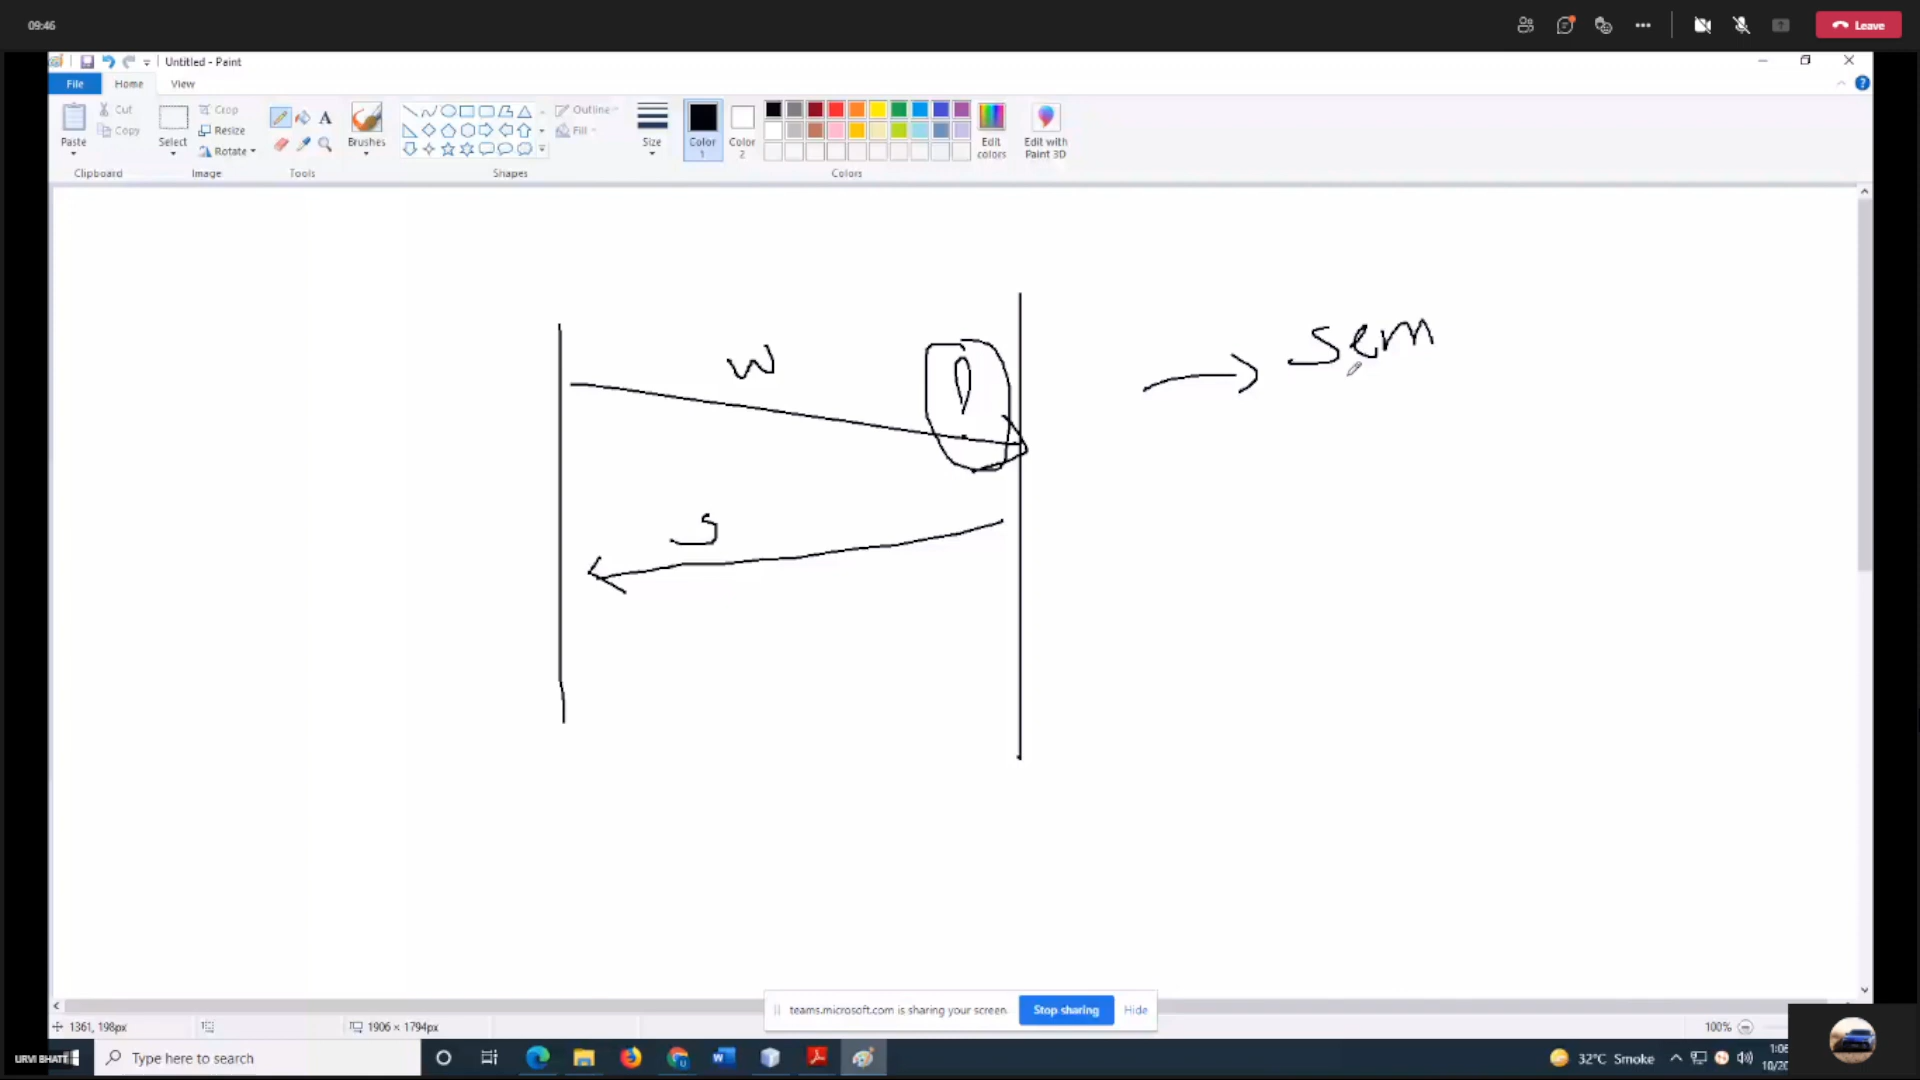 09:46
Leave
Untitled - Paint
File Home View
Cut
Copy
Paste
Clipboard
Crop
Resize
Rotate
Select
Image
A
Tools
Brushes
Outline
Fill
Shapes
Size
Color 1
Color 2
Edit colors
Edit with Paint 3D
Colors
W
S
sem
teams.microsoft.com is sharing your screen.
Stop sharing
Hide
1361, 198px
1906 × 1794px
100%
URVI BHATT
Type here to search
32°C Smoke